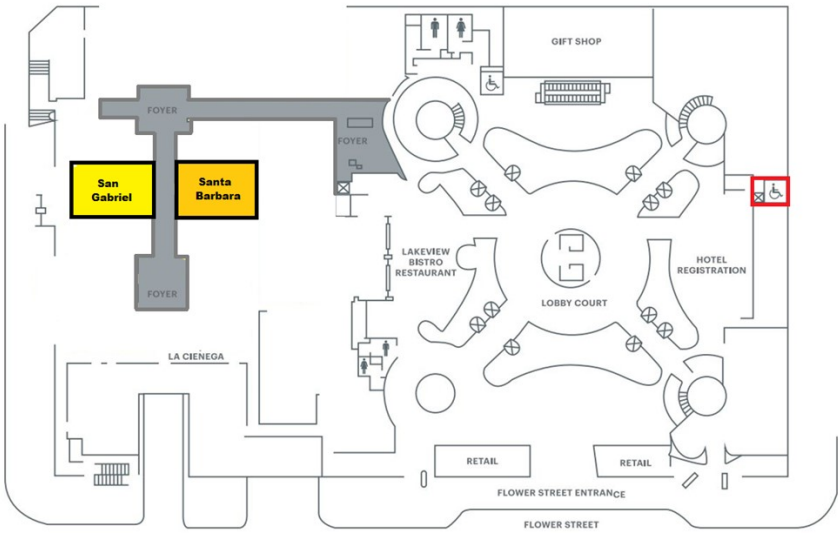 GIFT SHOP
FOYER
FOYER
San
Gabriel
Santa
Barbara
LAKEVIEW
BISTRO
RESTAURANT
HOTEL
REGISTRATION
FOYER
LOBBY COURT
LA CIENEGA
RETAIL
RETAIL
FLOWER STREET ENTRANCE
FLOWER STREET